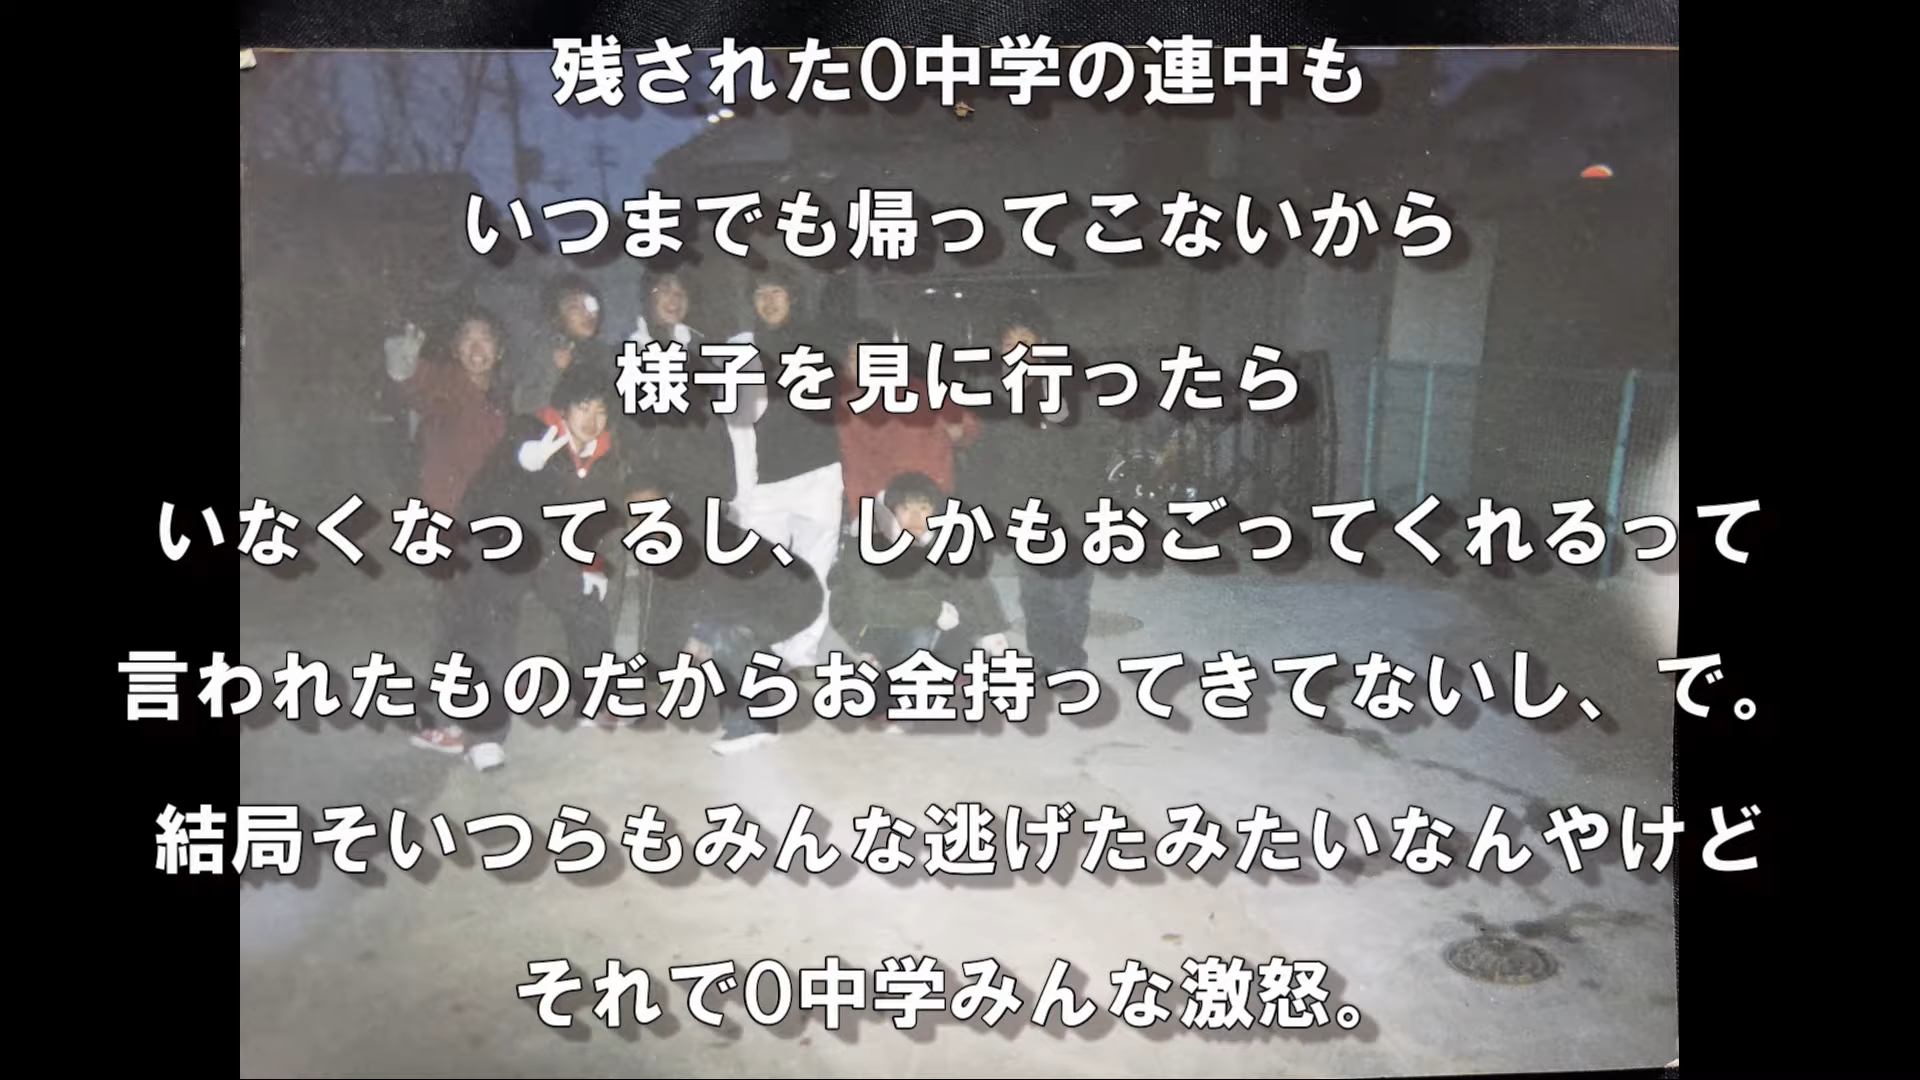 残されたO中学の連中も
いつまでも帰ってこないから
様子を見に行ったら
いなくなってるし、しかもおごってくれるって
言われたものだからお金持ってきてないし、で。
結局そいつらもみんな逃げたみたいなんやけど
それでO中学みんな激怒。